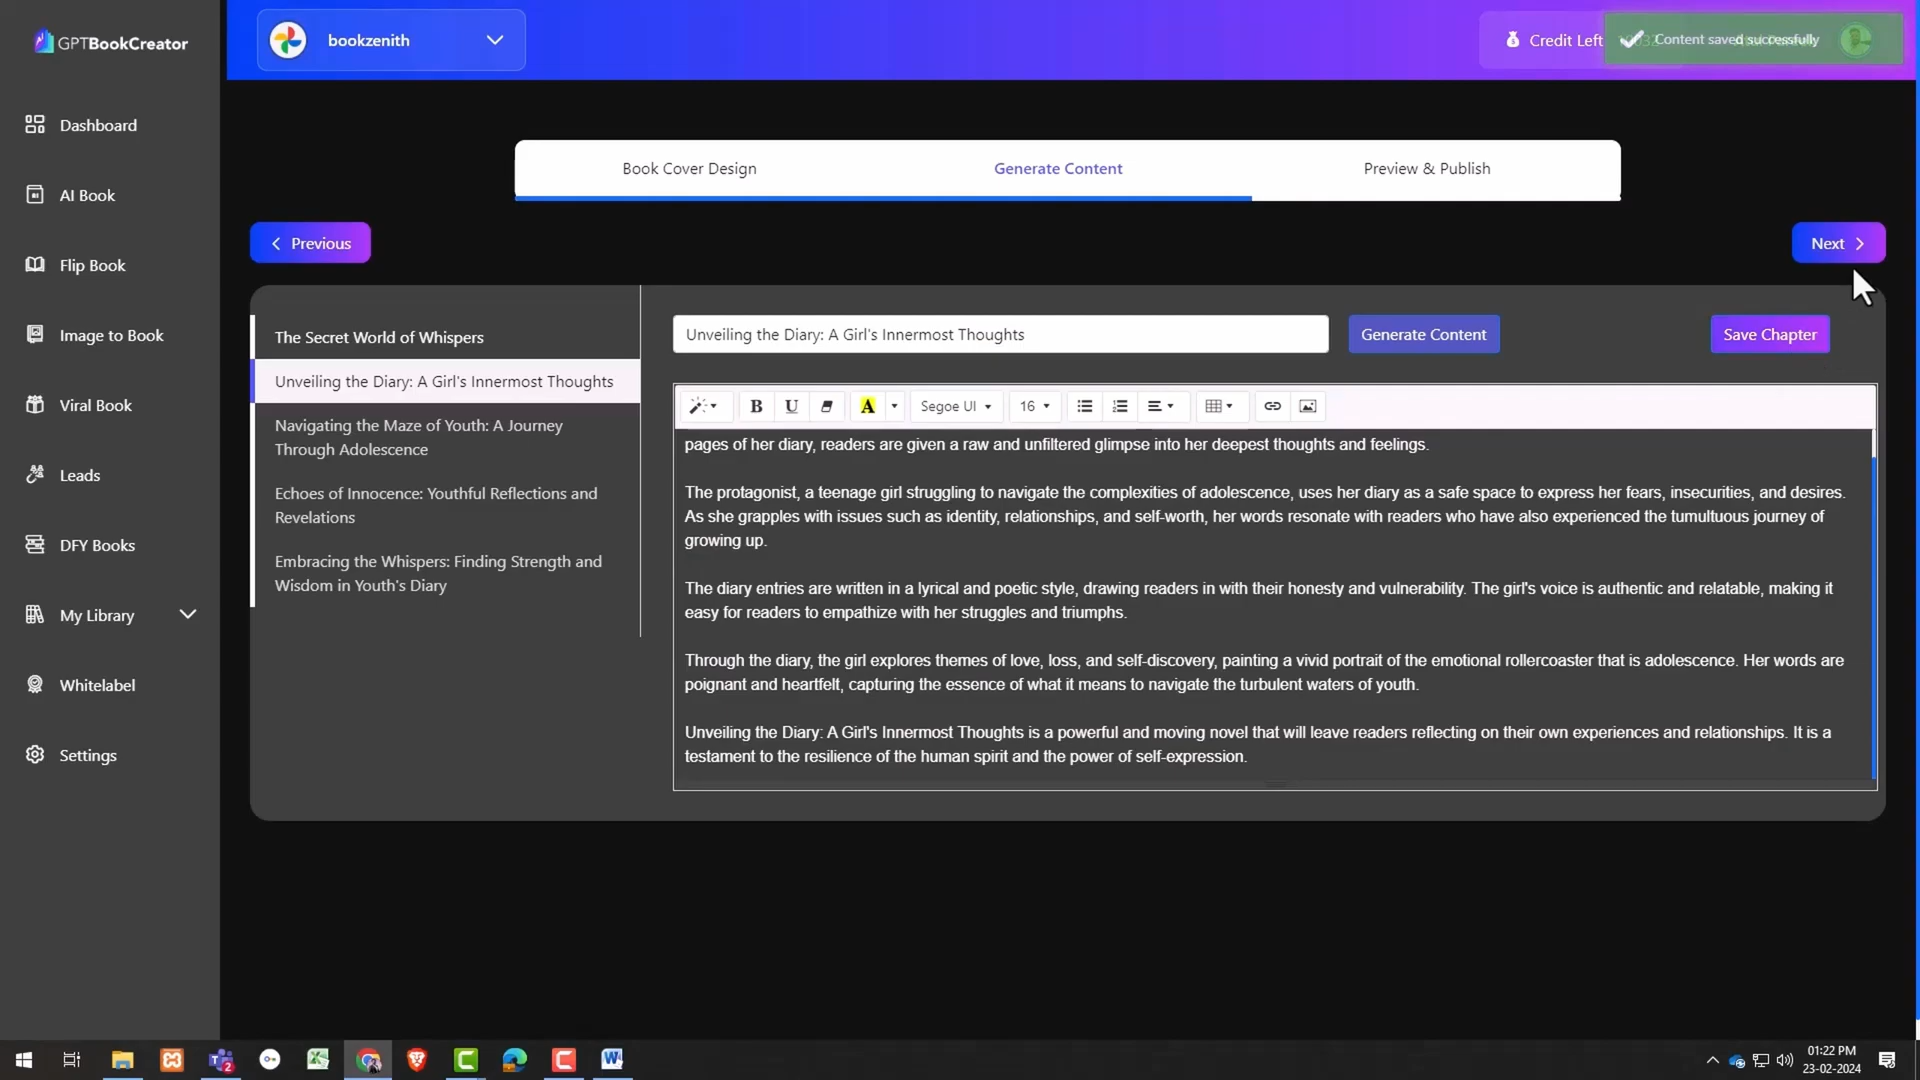 GPTBookCreator
bookzenith
Credit Left
Content saved successfully
Dashboard
AI Book
Flip Book
Image to Book
Viral Book
Leads
DFY Books
My Library
Whitelabel
Settings
Book Cover Design
Generate Content
Preview & Publish
Previous
Next
The Secret World of Whispers
Unveiling the Diary: A Girl's Innermost Thoughts
Navigating the Maze of Youth: A Journey
Through Adolescence
Echoes of Innocence: Youthful Reflections and
Revelations
Embracing the Whispers: Finding Strength and
Wisdom in Youth's Diary
Unveiling the Diary: A Girl's Innermost Thoughts
Generate Content
Save Chapter
B U A Segoe UI 16
pages of her diary, readers are given a raw and unfiltered glimpse into her deepest thoughts and feelings.
The protagonist, a teenage girl struggling to navigate the complexities of adolescence, uses her diary as a safe space to express her fears, insecurities, and desires.
As she grapples with issues such as identity, relationships, and self-worth, her words resonate with readers who have also experienced the tumultuous journey of
growing up.
The diary entries are written in a lyrical and poetic style, drawing readers in with their honesty and vulnerability. The girl's voice is authentic and relatable, making it
easy for readers to empathize with her struggles and triumphs.
Through the diary, the girl explores themes of love, loss, and self-discovery, painting a vivid portrait of the emotional rollercoaster that is adolescence. Her words are
poignant and heartfelt, capturing the essence of what it means to navigate the turbulent waters of youth.
Unveiling the Diary: A Girl's Innermost Thoughts is a powerful and moving novel that will leave readers reflecting on their own experiences and relationships. It is a
testament to the resilience of the human spirit and the power of self-expression.
01:22 PM
23-02-2024